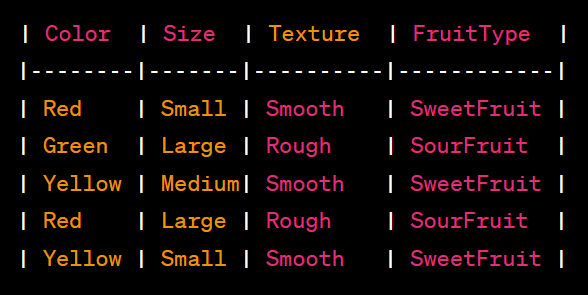 | Color  | Size  | Texture  | FruitType  |
|--------|-------|----------|------------|
| Red    | Small | Smooth   | SweetFruit |
| Green  | Large | Rough    | SourFruit  |
| Yellow | Medium| Smooth   | SweetFruit |
| Red    | Large | Rough    | SourFruit  |
| Yellow | Small | Smooth   | SweetFruit |